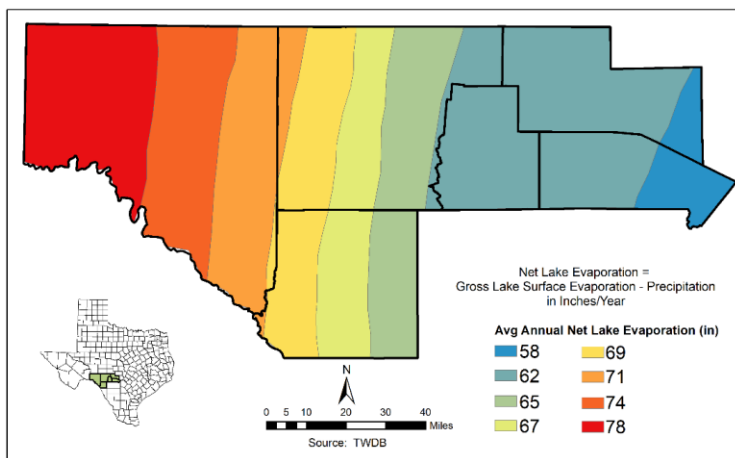 Net Lake Evaporation =
Gross Lake Surface Evaporation - Precipitation
in Inches/Year
Avg Annual Net Lake Evaporation (in)
58 69
62 71
65 74
67 78
N
0 5 10 20 30 40
Miles
Source: TWDB